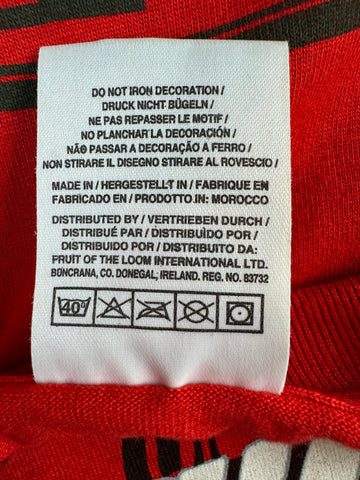 DO NOT IRON DECORATION /
DRUCK NICHT BÜGELN /
NE PAS REPASSER LE MOTIF /
NO PLANCHAR LA DECORACIÓN /
NÃO PASSAR A DECORAÇÃO A FERRO /
NON STIRARE IL DISEGNO STIRARE AL ROVESCIO /
MADE IN / HERGESTELLT IN / FABRIQUE EN
FABRICADO EN / PRODOTTO IN: MOROCCO
DISTRIBUTED BY / VERTRIEBEN DURCH /
DISTRIBUÉ PAR / DISTRIBUIDO POR /
DISTRIBUIDO POR / DISTRIBUITO DA:
FRUIT OF THE LOOM INTERNATIONAL LTD.
BUNCRANA, CO. DONEGAL, IRELAND. REG. NO. 83732
40°